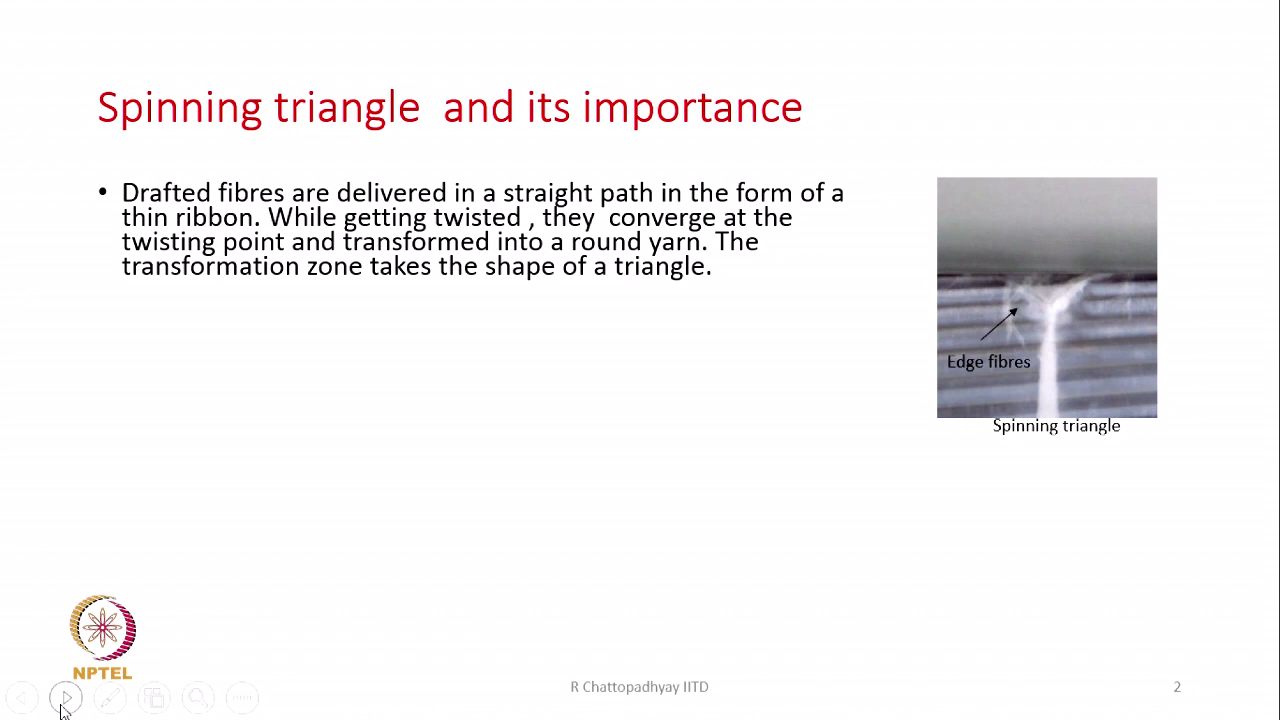 Spinning triangle and its importance
• Drafted fibres are delivered in a straight path in the form of a
thin ribbon. While getting twisted , they converge at the
twisting point and transformed into a round yarn. The
transformation zone takes the shape of a triangle.
Edge fibres
Spinning triangle
NPTEL
R Chattopadhyay IITD
2